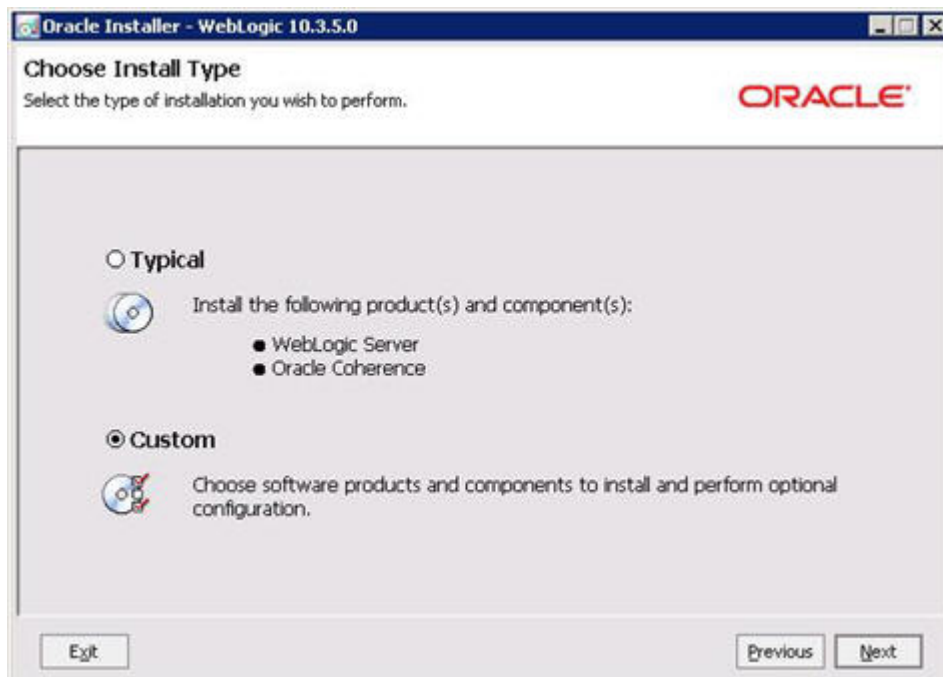 Oracle Installer - WebLogic 10.3.5.0
Choose Install Type
Select the type of installation you wish to perform.
ORACLE
Typical
Install the following product(s) and component(s):
● WebLogic Server
● Oracle Coherence
Custom
Choose software products and components to install and perform optional
configuration.
Exit
Previous
Next